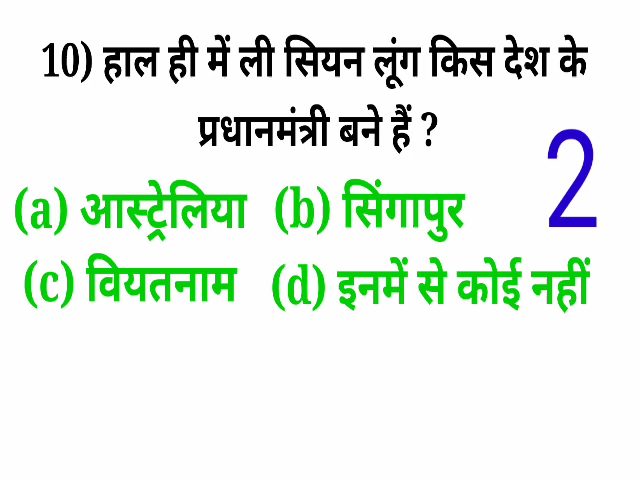 10) हाल ही में ली सियन लूंग किस देश के
प्रधानमंत्री बने हैं ?
2
(a) आस्ट्रेलिया (b) सिंगापुर
(c) वियतनाम (d) इनमें से कोई नहीं